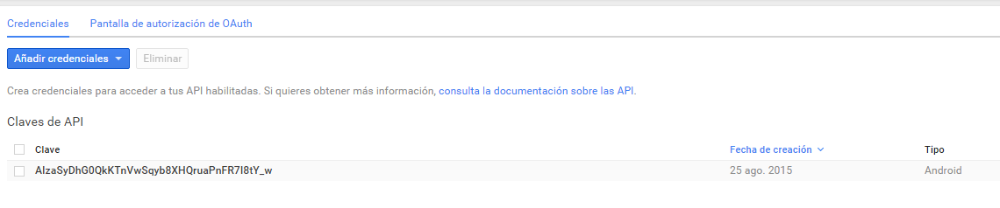 Credenciales Pantalla de autorización de OAuth
Añadir credenciales Eliminar
Crea credenciales para acceder a tus API habilitadas. Si quieres obtener más información, consulta la documentación sobre las API.
Claves de API
Clave Fecha de creación Tipo
AIzaSyDhG0QkKTnVwSqyb8XHQruaPnFR7I8tY_w 25 ago. 2015 Android